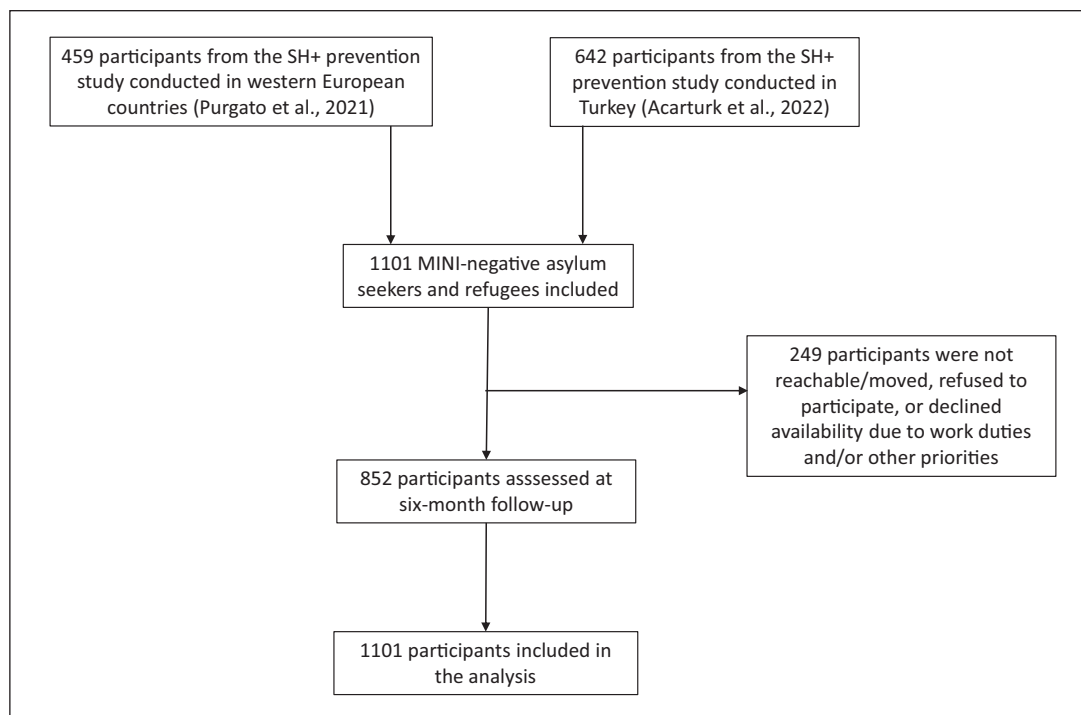 459 participants from the SH+ prevention
study conducted in western European
countries (Purgato et al., 2021)
642 participants from the SH+
prevention study conducted in
Turkey (Acarturk et al., 2022)
1101 MINI-negative asylum
seekers and refugees included
249 participants were not
reachable/moved, refused to
participate, or declined
availability due to work duties
and/or other priorities
852 participants asssessed at
six-month follow-up
1101 participants included in
the analysis